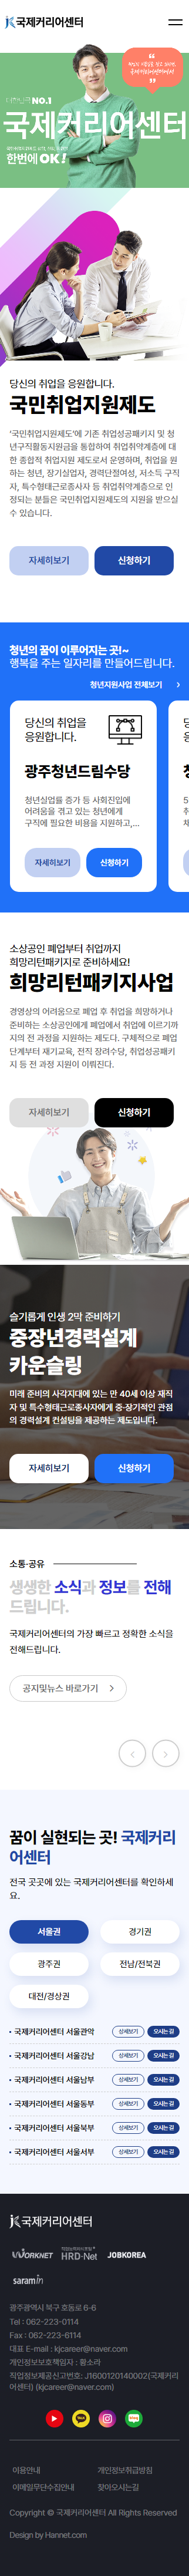 국제커리어센터
NO.1
국제커리어센터
한번에 OK!
당신의 취업을 응원합니다.
국민취업지원제도
'국민취업지원제도'에 기존 취업성공패키지 및 청
년구직활동지원금을 통합하여 취업취약계층에 대
한 종합적 취업지원 제도로서 운영하며, 취업을 원
하는 청년, 장기실업자, 경력단절여성, 저소득 구직
자, 특수형태근로종사자 등 취업취약계층으로 인
정되는 분들은 국민취업지원제도의 지원을 받으실
수 있습니다.
자세히보기
신청하기
청년의 꿈이 이루어지는 곳!~
행복을 주는 일자리를 만들어드립니다.
청년지원사업 전체보기
당신의 취업을
응원합니다.
광주청년드림수당
청년실업률 증가 등 사회진입에
어려움을 겪고 있는 청년에게
구직에 필요한 비용을 지원하고,...
자세히보기
신청하기
소상공인 폐업부터 취업까지
희망리턴패키지로 준비하세요!
희망리턴패키지사업
경영상의 어려움으로 폐업 후 취업을 희망하거나
준비하는 소상공인에게 폐업에서 취업에 이르기까
지의 전 과정을 지원하는 제도다. 구체적으로 폐업
단계부터 재기교육, 전직 장려수당, 취업성공패키
지 등 전 과정 지원이 이뤄진다.
자세히보기
신청하기
슬기롭게 인생 2막 준비하기
중장년경력설계
카운슬링
미래 준비의 사각지대에 있는 만 40세 이상 재직
자 및 특수형태근로종사자에게 중·장기적인 관점
의 경력설계 컨설팅을 제공하는 제도입니다.
자세히보기
신청하기
소통·공유
생생한 소식과 정보를 전해
드립니다.
국제커리어센터의 가장 빠르고 정확한 소식을
전해드립니다.
공지및뉴스 바로가기
꿈이 실현되는 곳! 국제커리
어센터
전국 곳곳에 있는 국제커리어센터를 확인하세
요.
서울권
경기권
광주권
전남/전북권
대전/경상권
• 국제커리어센터 서울관악 상세보기 오시는 길
• 국제커리어센터 서울강남 상세보기 오시는 길
• 국제커리어센터 서울남부 상세보기 오시는 길
• 국제커리어센터 서울동부 상세보기 오시는 길
• 국제커리어센터 서울북부 상세보기 오시는 길
• 국제커리어센터 서울서부 상세보기 오시는 길
국제커리어센터
WORKNET
HRD-Net
JOBKOREA
saramin
광주광역시 북구 호동로 6-6
Tel : 062-223-0114
Fax : 062-223-6114
대표 E-mail : kjcareer@naver.com
개인정보보호책임자 : 황소라
직업정보제공신고번호: J1600120140002(국제커리
어센터) (kjcareer@naver.com)
이용안내
개인정보취급방침
이메일무단수집안내
찾아오시는길
Copyright © 국제커리어센터 All Rights Reserved
Design by Hannet.com